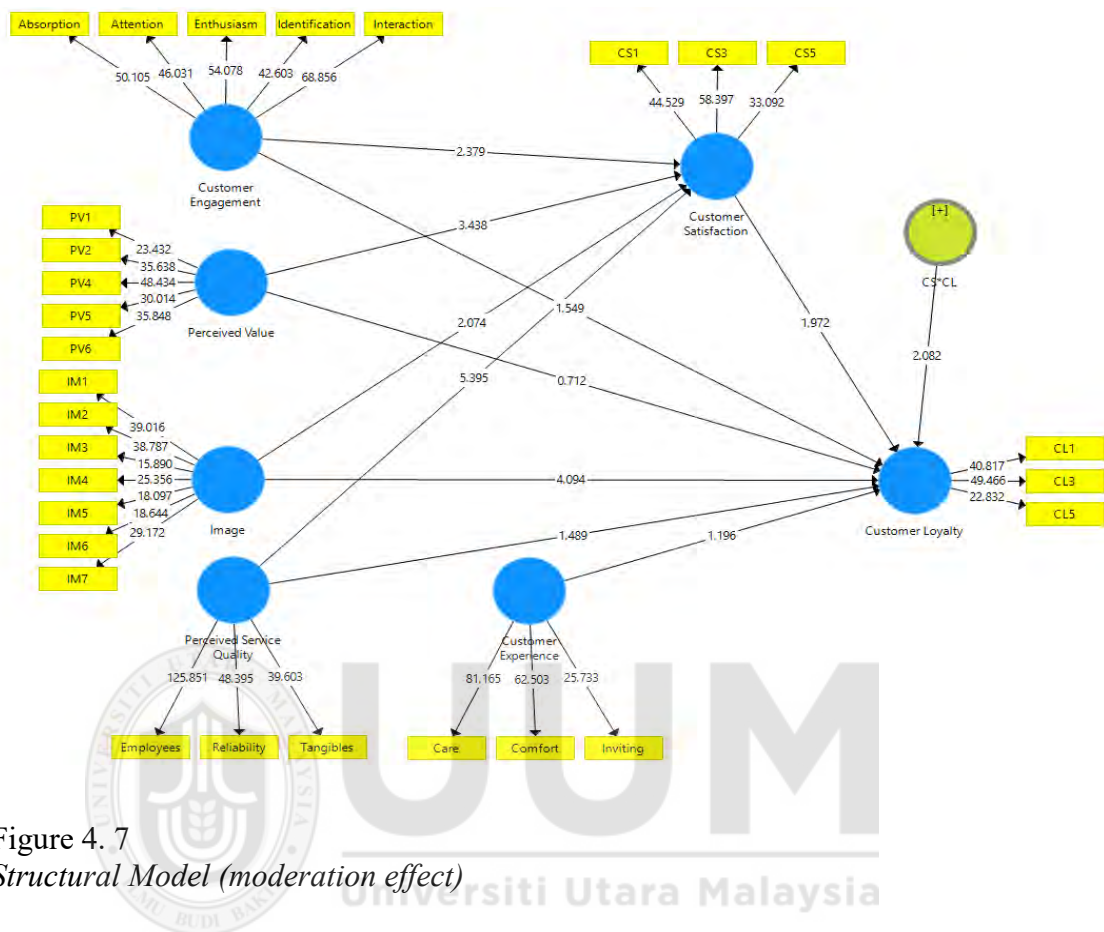 Absorption
Attention
Enthusiasm
Identification
Interaction
50.105
46.031
54.078
42.603
68.856
Customer
Engagement
CS1
CS3
CS5
44.529
58.397
33.092
Customer
Satisfaction
2.379
3.438
2.074
5.395
1.549
0.712
1.972
[+]
CS*CL
2.082
PV1
PV2
PV4
PV5
PV6
23.432
35.638
48.434
30.014
35.848
Perceived Value
IM1
IM2
IM3
IM4
IM5
IM6
IM7
39.016
38.787
15.890
25.356
18.097
18.644
29.172
Image
4.094
1.489
1.196
Customer Loyalty
40.817
49.466
22.832
CL1
CL3
CL5
Perceived Service
Quality
125.851
48.395
39.603
Employees
Reliability
Tangibles
Customer
Experience
81.165
62.503
25.733
Care
Comfort
Inviting
UNIVERSITI UTARA MALAYSIA
ILMU BUDI BAKTI
UUM
Universiti Utara Malaysia
Figure 4. 7
Structural Model (moderation effect)